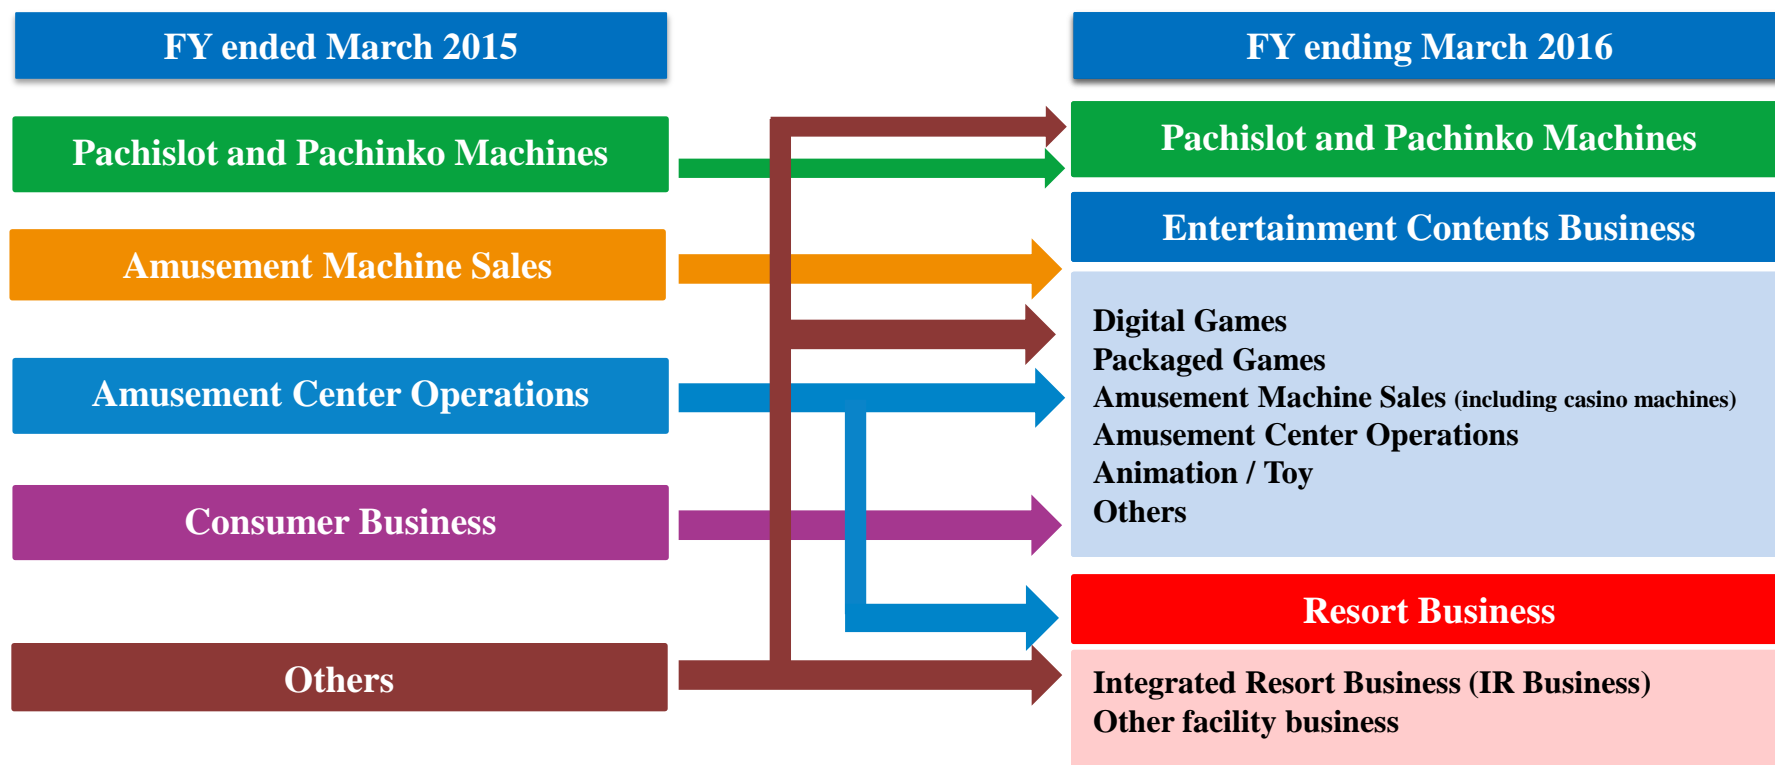 FY ended March 2015
Pachislot and Pachinko Machines
Amusement Machine Sales
Amusement Center Operations
Consumer Business
Others
FY ending March 2016
Pachislot and Pachinko Machines
Entertainment Contents Business
Digital Games
Packaged Games
Amusement Machine Sales (including casino machines)
Amusement Center Operations
Animation / Toy
Others
Resort Business
Integrated Resort Business (IR Business)
Other facility business